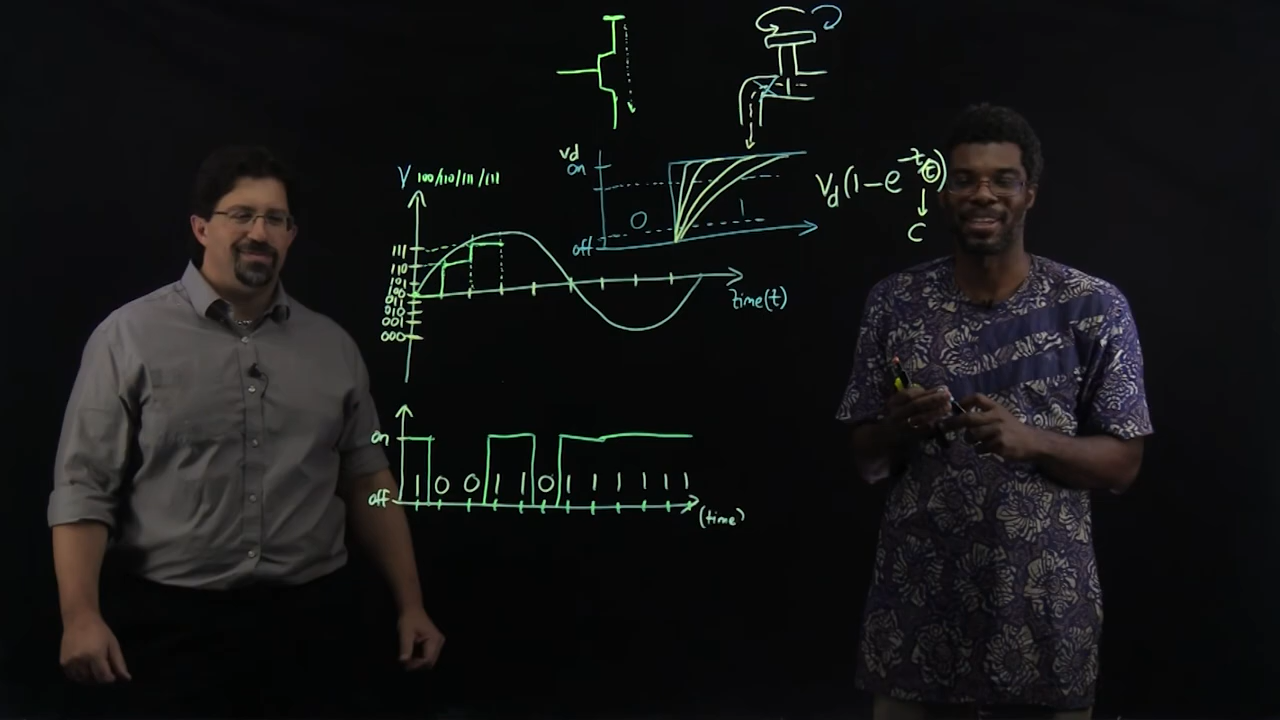 V 100/110/111/111
111
110
101
100
011
010
001
000
time(t)
Vd
on
off
0
1
Vd(1-e^-t/τ)
C
on
off
1 0 0 1 1 0 1 1 1 1 1 1
(time)